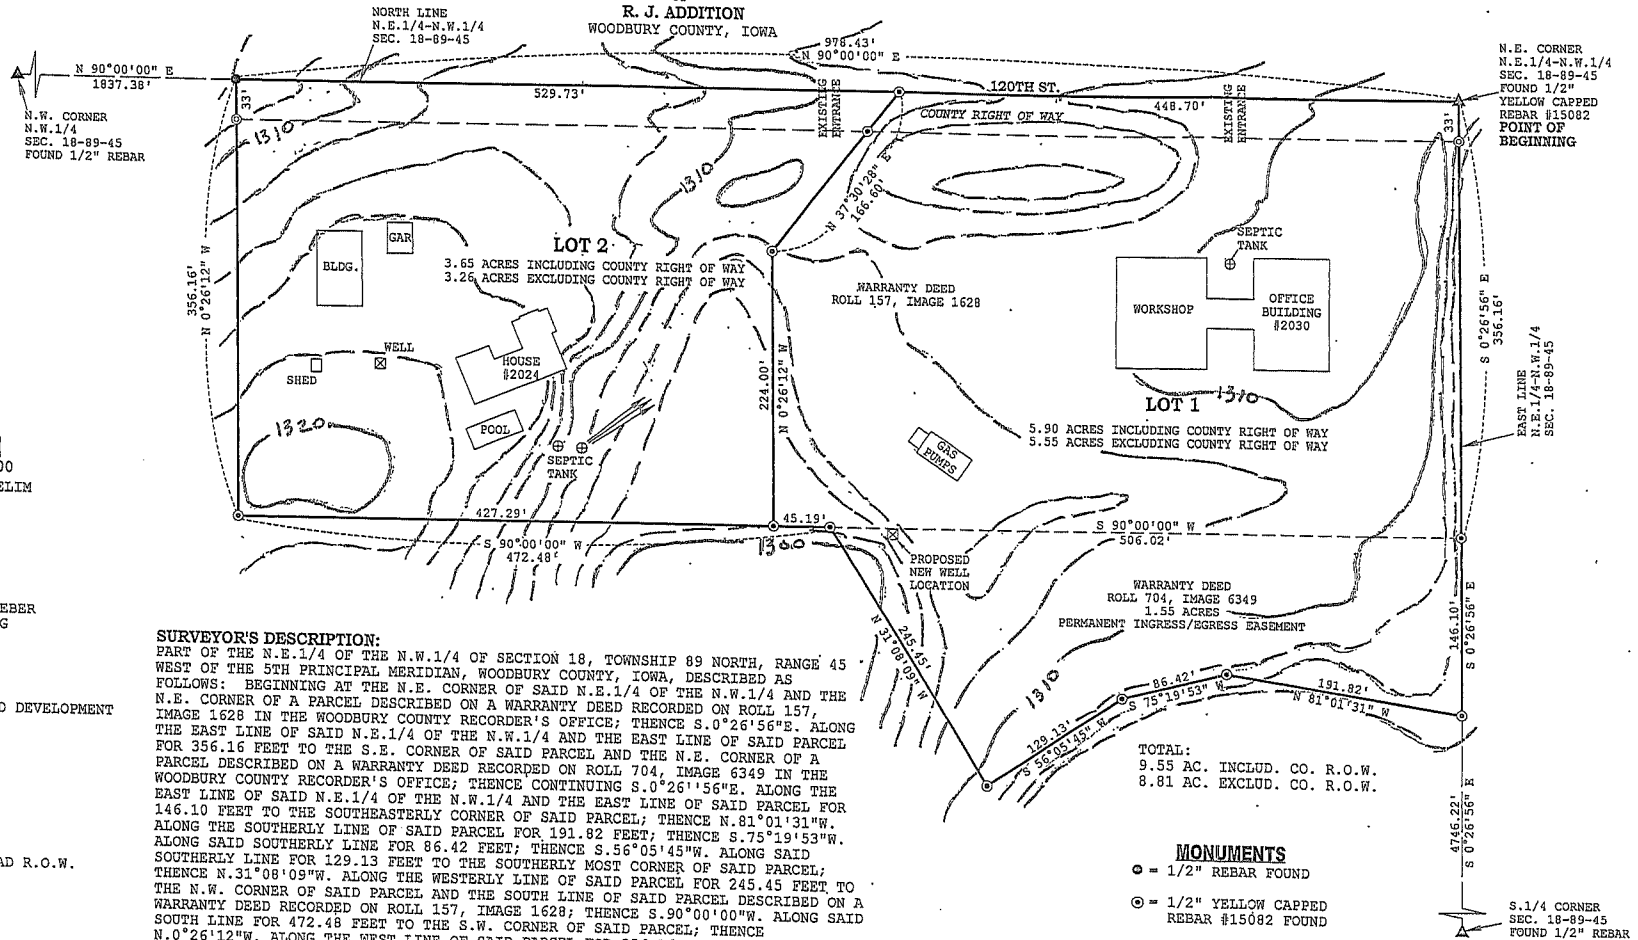 R. J. ADDITION
WOODBURY COUNTY, IOWA
NORTH LINE
N.E.1/4-N.W.1/4
SEC. 18-89-45
N 90°00'00" E
1837.38'
N.W. CORNER
N.W.1/4
SEC. 18-89-45
FOUND 1/2" REBAR
978.43'
N 90°00'00" E
529.73'
EXISTING
ENTRANCE
120TH ST.
448.70'
COUNTY RIGHT OF WAY
EXISTING
ENTRANCE
N.E. CORNER
N.E.1/4-N.W.1/4
SEC. 18-89-45
FOUND 1/2"
YELLOW CAPPED
REBAR #15082
POINT OF
BEGINNING
33'
33'
1310
1310
N 37°30'28" E
166.60'
GAR
BLDG.
LOT 2
3.65 ACRES INCLUDING COUNTY RIGHT OF WAY
3.26 ACRES EXCLUDING COUNTY RIGHT OF WAY
356.16'
N 0°26'12" W
WARRANTY DEED
ROLL 157, IMAGE 1628
SEPTIC
TANK
WORKSHOP
OFFICE
BUILDING
#2030
S 0°26'56" E
356.16'
EAST LINE
N.E.1/4-N.W.1/4
SEC. 18-89-45
WELL
SHED
HOUSE
#2024
POOL
SEPTIC
TANK
1320
224.00'
N 0°26'12" W
1310
LOT 1
5.90 ACRES INCLUDING COUNTY RIGHT OF WAY
5.55 ACRES EXCLUDING COUNTY RIGHT OF WAY
GAS
PUMPS
427.29'
45.19'
S 90°00'00" W
472.48'
1300
S 90°00'00" W
506.02'
PROPOSED
NEW WELL
LOCATION
WARRANTY DEED
ROLL 704, IMAGE 6349
1.55 ACRES
PERMANENT INGRESS/EGRESS EASEMENT
146.10'
S 0°26'56" E
245.45'
N 31°08'09" W
1310
129.13'
S 56°05'45" W
86.42'
S 75°19'53" W
191.82'
N 81°01'31" W
00
ELIM
EBER
G
D DEVELOPMENT
AD R.O.W.
SURVEYOR'S DESCRIPTION:
PART OF THE N.E.1/4 OF THE N.W.1/4 OF SECTION 18, TOWNSHIP 89 NORTH, RANGE 45
WEST OF THE 5TH PRINCIPAL MERIDIAN, WOODBURY COUNTY, IOWA, DESCRIBED AS
FOLLOWS: BEGINNING AT THE N.E. CORNER OF SAID N.E.1/4 OF THE N.W.1/4 AND THE
N.E. CORNER OF A PARCEL DESCRIBED ON A WARRANTY DEED RECORDED ON ROLL 157,
IMAGE 1628 IN THE WOODBURY COUNTY RECORDER'S OFFICE; THENCE S.0°26'56"E. ALONG
THE EAST LINE OF SAID N.E.1/4 OF THE N.W.1/4 AND THE EAST LINE OF SAID PARCEL
FOR 356.16 FEET TO THE S.E. CORNER OF SAID PARCEL AND THE N.E. CORNER OF A
PARCEL DESCRIBED ON A WARRANTY DEED RECORDED ON ROLL 704, IMAGE 6349 IN THE
WOODBURY COUNTY RECORDER'S OFFICE; THENCE CONTINUING S.0°26''56"E. ALONG THE
EAST LINE OF SAID N.E.1/4 OF THE N.W.1/4 AND THE EAST LINE OF SAID PARCEL FOR
146.10 FEET TO THE SOUTHEASTERLY CORNER OF SAID PARCEL; THENCE N.81°01'31"W.
ALONG THE SOUTHERLY LINE OF SAID PARCEL FOR 191.82 FEET; THENCE S.75°19'53"W.
ALONG SAID SOUTHERLY LINE FOR 86.42 FEET; THENCE S.56°05'45"W. ALONG SAID
SOUTHERLY LINE FOR 129.13 FEET TO THE SOUTHERLY MOST CORNER OF SAID PARCEL;
THENCE N.31°08'09"W. ALONG THE WESTERLY LINE OF SAID PARCEL FOR 245.45 FEET TO
THE N.W. CORNER OF SAID PARCEL AND THE SOUTH LINE OF SAID PARCEL DESCRIBED ON A
WARRANTY DEED RECORDED ON ROLL 157, IMAGE 1628; THENCE S.90°00'00"W. ALONG SAID
SOUTH LINE FOR 472.48 FEET TO THE S.W. CORNER OF SAID PARCEL; THENCE
N.0°26'12"W. ALONG THE WEST LINE OF SAID PARCEL FOR
TOTAL:
9.55 AC. INCLUD. CO. R.O.W.
8.81 AC. EXCLUD. CO. R.O.W.
MONUMENTS
= 1/2" REBAR FOUND
= 1/2" YELLOW CAPPED
REBAR #15082 FOUND
4746.22'
S 0°26'56" E
S.1/4 CORNER
SEC. 18-89-45
FOUND 1/2" REBAR